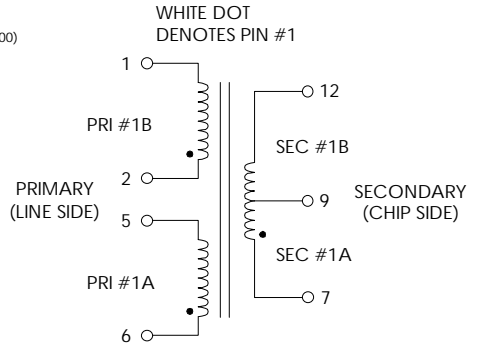 WHITE DOT
DENOTES PIN #1
00)
1
12
PRI #1B
SEC #1B
2
PRIMARY
(LINE SIDE)
9
SECONDARY
(CHIP SIDE)
5
SEC #1A
PRI #1A
7
6